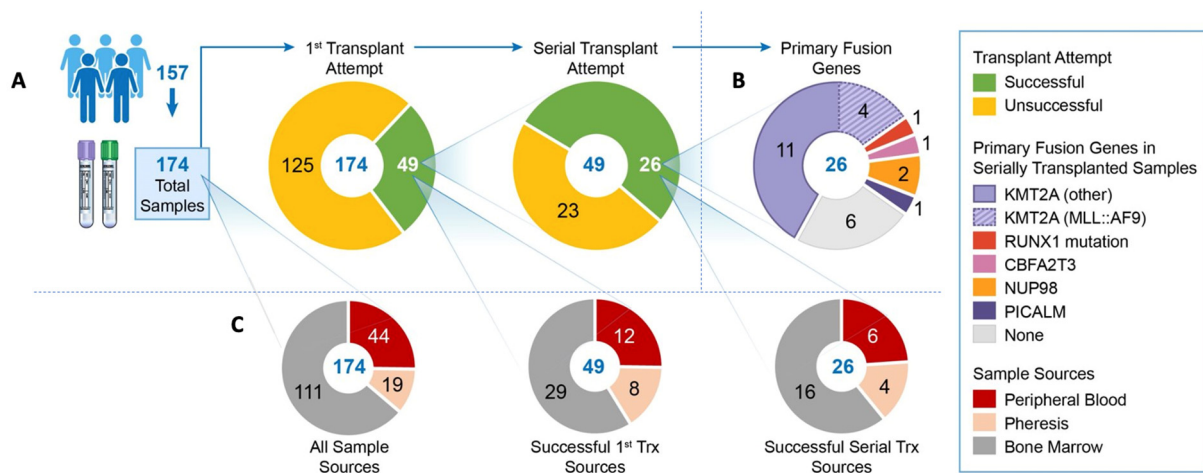 A
157
174
Total
Samples
1st Transplant
Attempt
125
174
49
Serial Transplant
Attempt
49
26
23
B
Primary Fusion
Genes
4
1
1
2
1
6
11
26
C
44
174
19
111
All Sample
Sources
12
49
8
29
Successful 1st Trx
Sources
6
26
4
16
Successful Serial Trx
Sources
Transplant Attempt
Successful
Unsuccessful
Primary Fusion Genes in
Serially Transplanted Samples
KMT2A (other)
KMT2A (MLL::AF9)
RUNX1 mutation
CBFA2T3
NUP98
PICALM
None
Sample Sources
Peripheral Blood
Pheresis
Bone Marrow